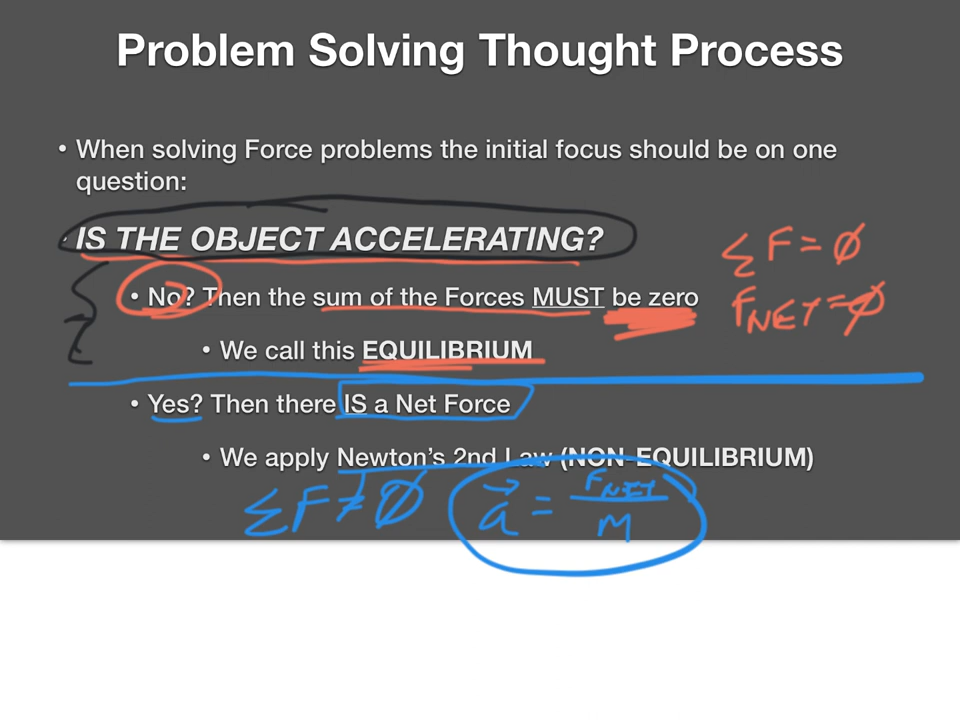 Problem Solving Thought Process
• When solving Force problems the initial focus should be on one
question:
IS THE OBJECT ACCELERATING?
ΣF = ∅
• No? Then the sum of the Forces MUST be zero
FNET = ∅
• We call this EQUILIBRIUM
• Yes? Then there IS a Net Force
• We apply Newton's 2nd Law (NON-EQUILIBRIUM)
ΣF ≠ ∅ a⃗ = FNET / M